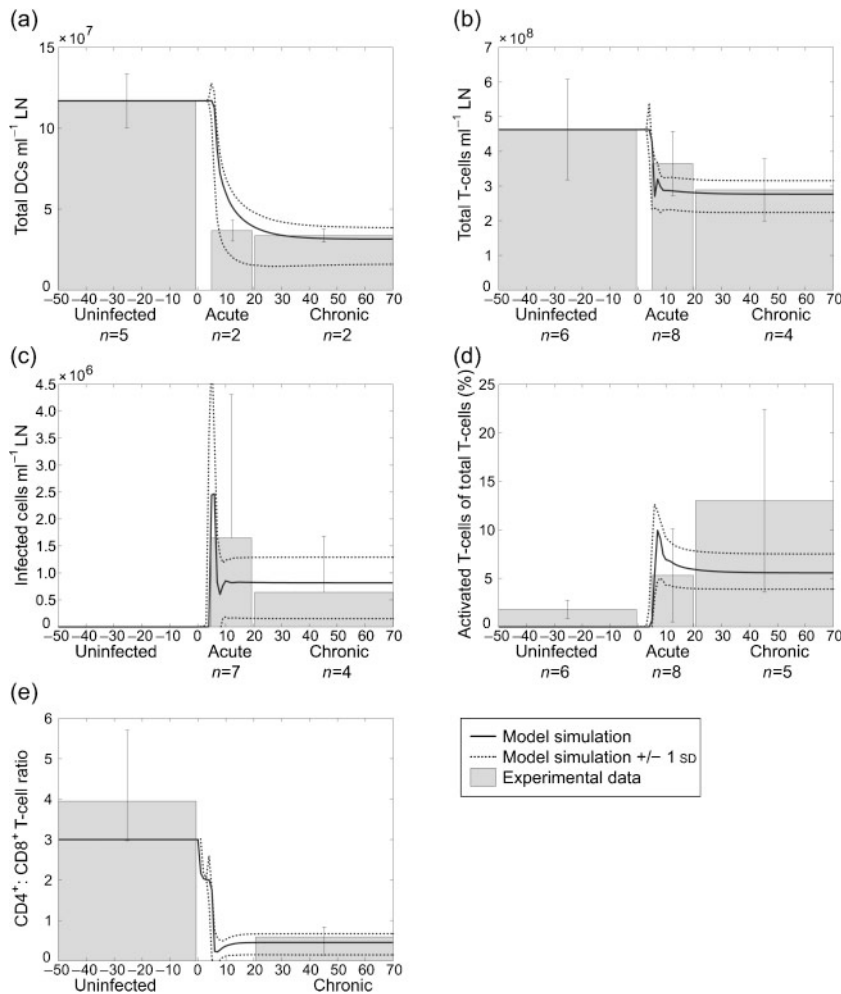 (a)
× 10⁷
15
10
5
0
Total DCs ml⁻¹ LN
–50 –40 –30 –20 –10 0 10 20 30 40 50 60 70
Uninfected Acute Chronic
n=5 n=2 n=2
(b)
× 10⁸
7
6
5
4
3
2
1
0
Total T-cells ml⁻¹ LN
–50 –40 –30 –20 –10 0 10 20 30 40 50 60 70
Uninfected Acute Chronic
n=6 n=8 n=4
(c)
× 10⁶
4.5
4.0
3.5
3.0
2.5
2.0
1.5
1.0
0.5
0
Infected cells ml⁻¹ LN
–50 –40 –30 –20 –10 0 10 20 30 40 50 60 70
Uninfected Acute Chronic
n=7 n=4
(d)
25
20
15
10
5
0
Activated T-cells of total T-cells (%)
–50 –40 –30 –20 –10 0 10 20 30 40 50 60 70
Uninfected Acute Chronic
n=6 n=8 n=5
(e)
6
5
4
3
2
1
0
CD4⁺: CD8⁺ T-cell ratio
–50 –40 –30 –20 –10 0 10 20 30 40 50 60 70
Uninfected Acute Chronic
Model simulation
Model simulation +/– 1 SD
Experimental data